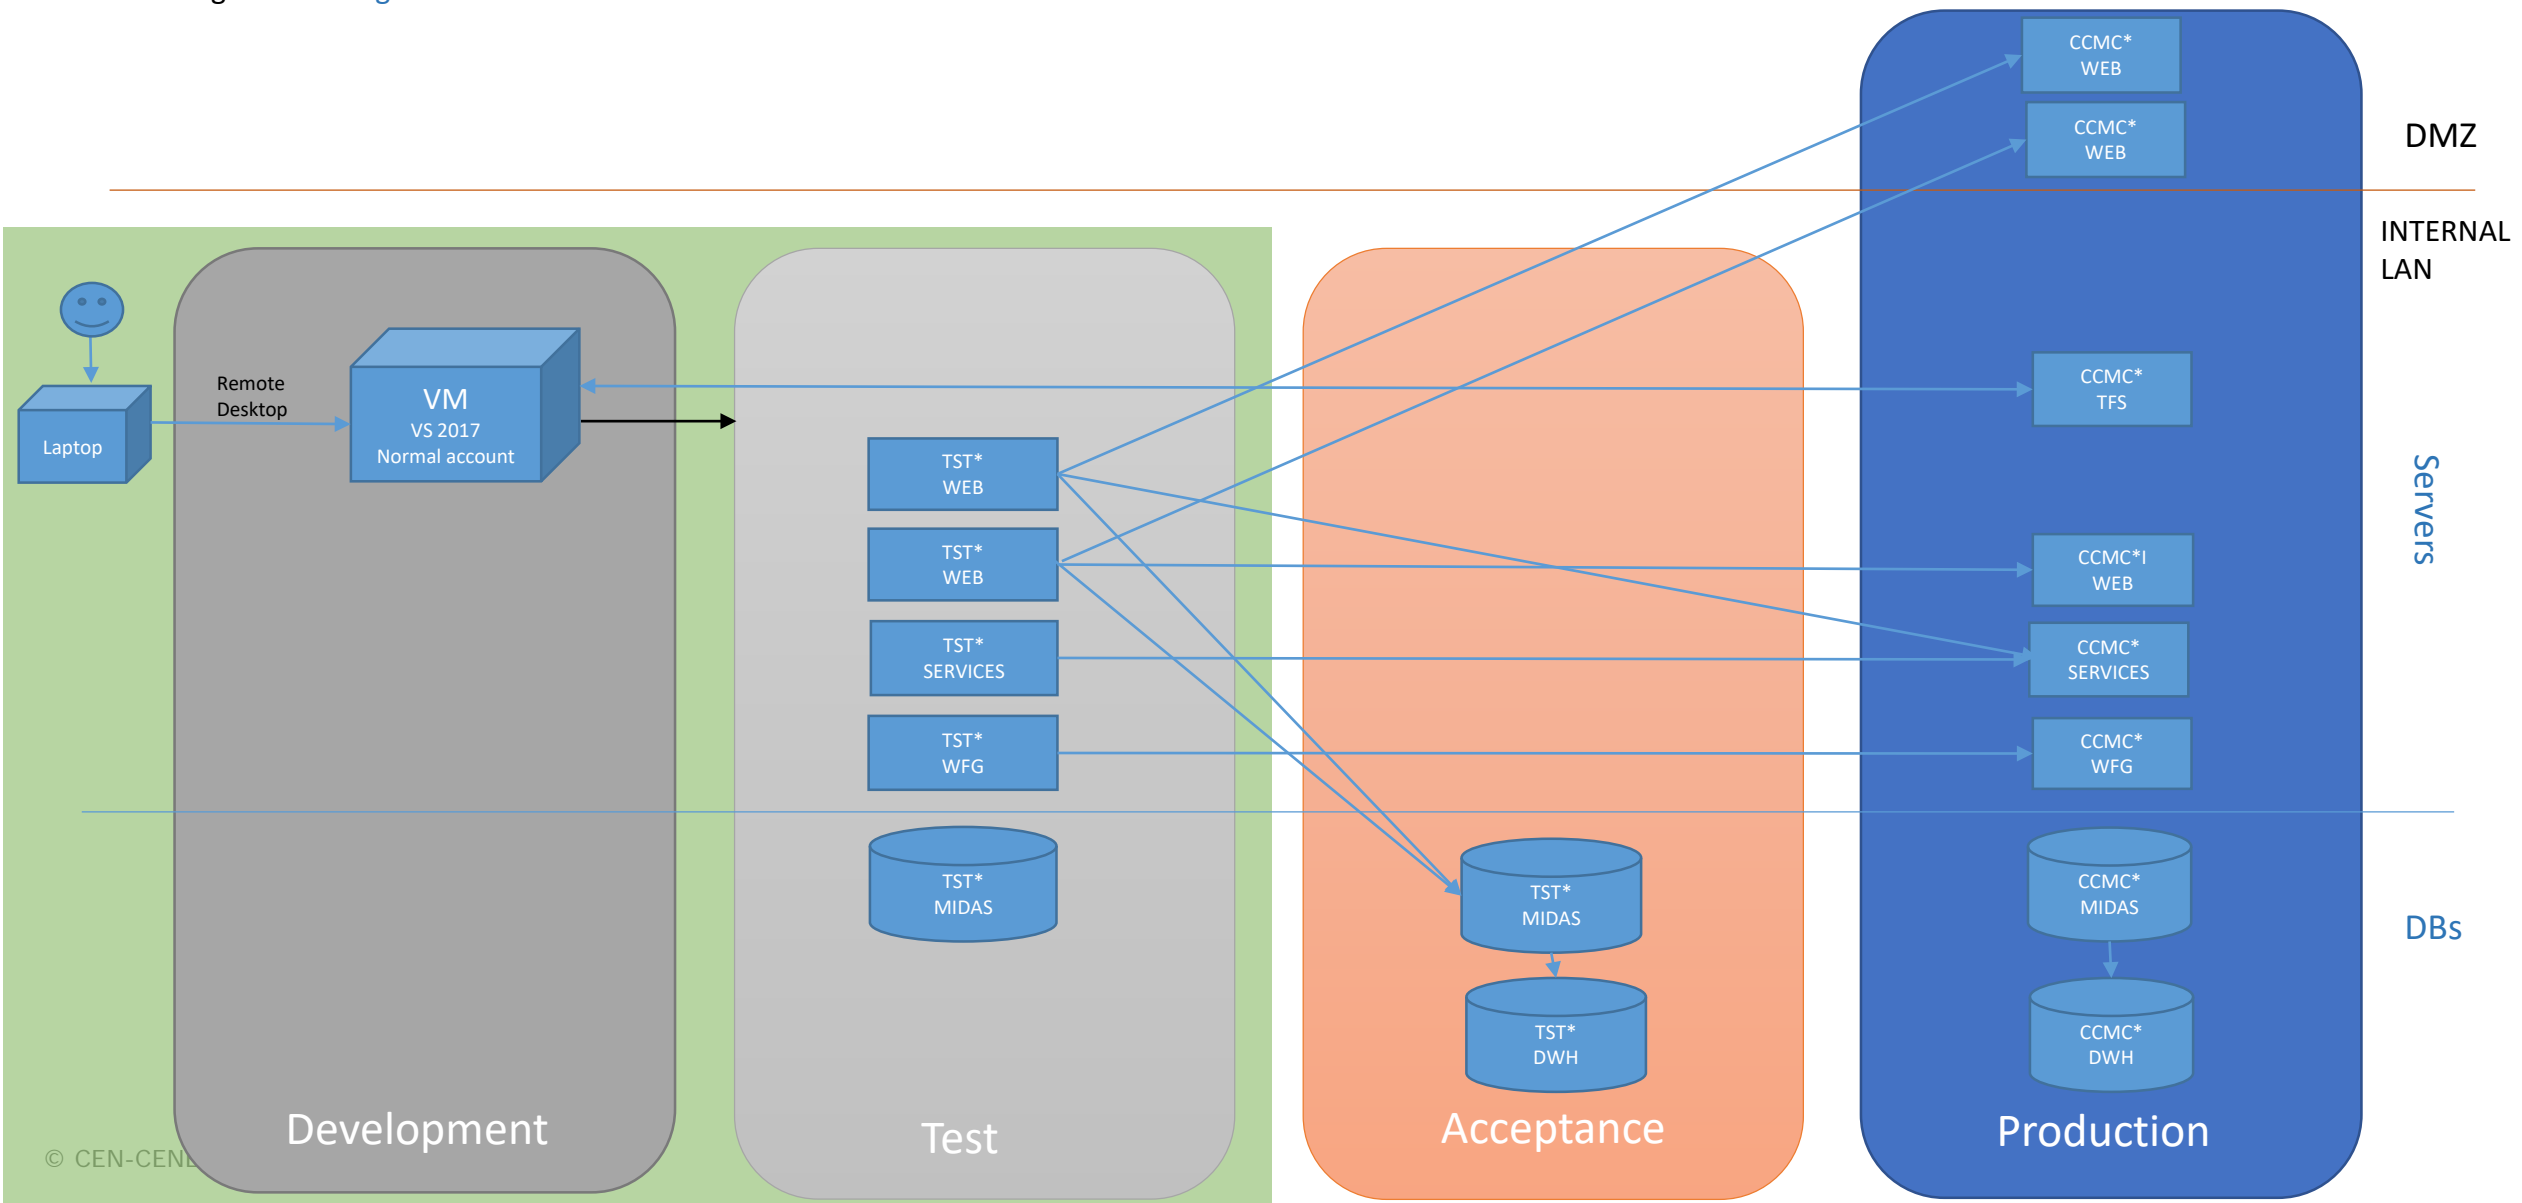 CCMC*
WEB
CCMC*
WEB
DMZ
INTERNAL
LAN
Remote
Desktop
Laptop
VM
VS 2017
Normal account
TST*
WEB
TST*
WEB
TST*
SERVICES
TST*
WFG
CCMC*
TFS
CCMC*I
WEB
CCMC*
SERVICES
CCMC*
WFG
Servers
TST*
MIDAS
TST*
MIDAS
TST*
DWH
CCMC*
MIDAS
CCMC*
DWH
DBs
Development
Test
Acceptance
Production
© CEN-CENE